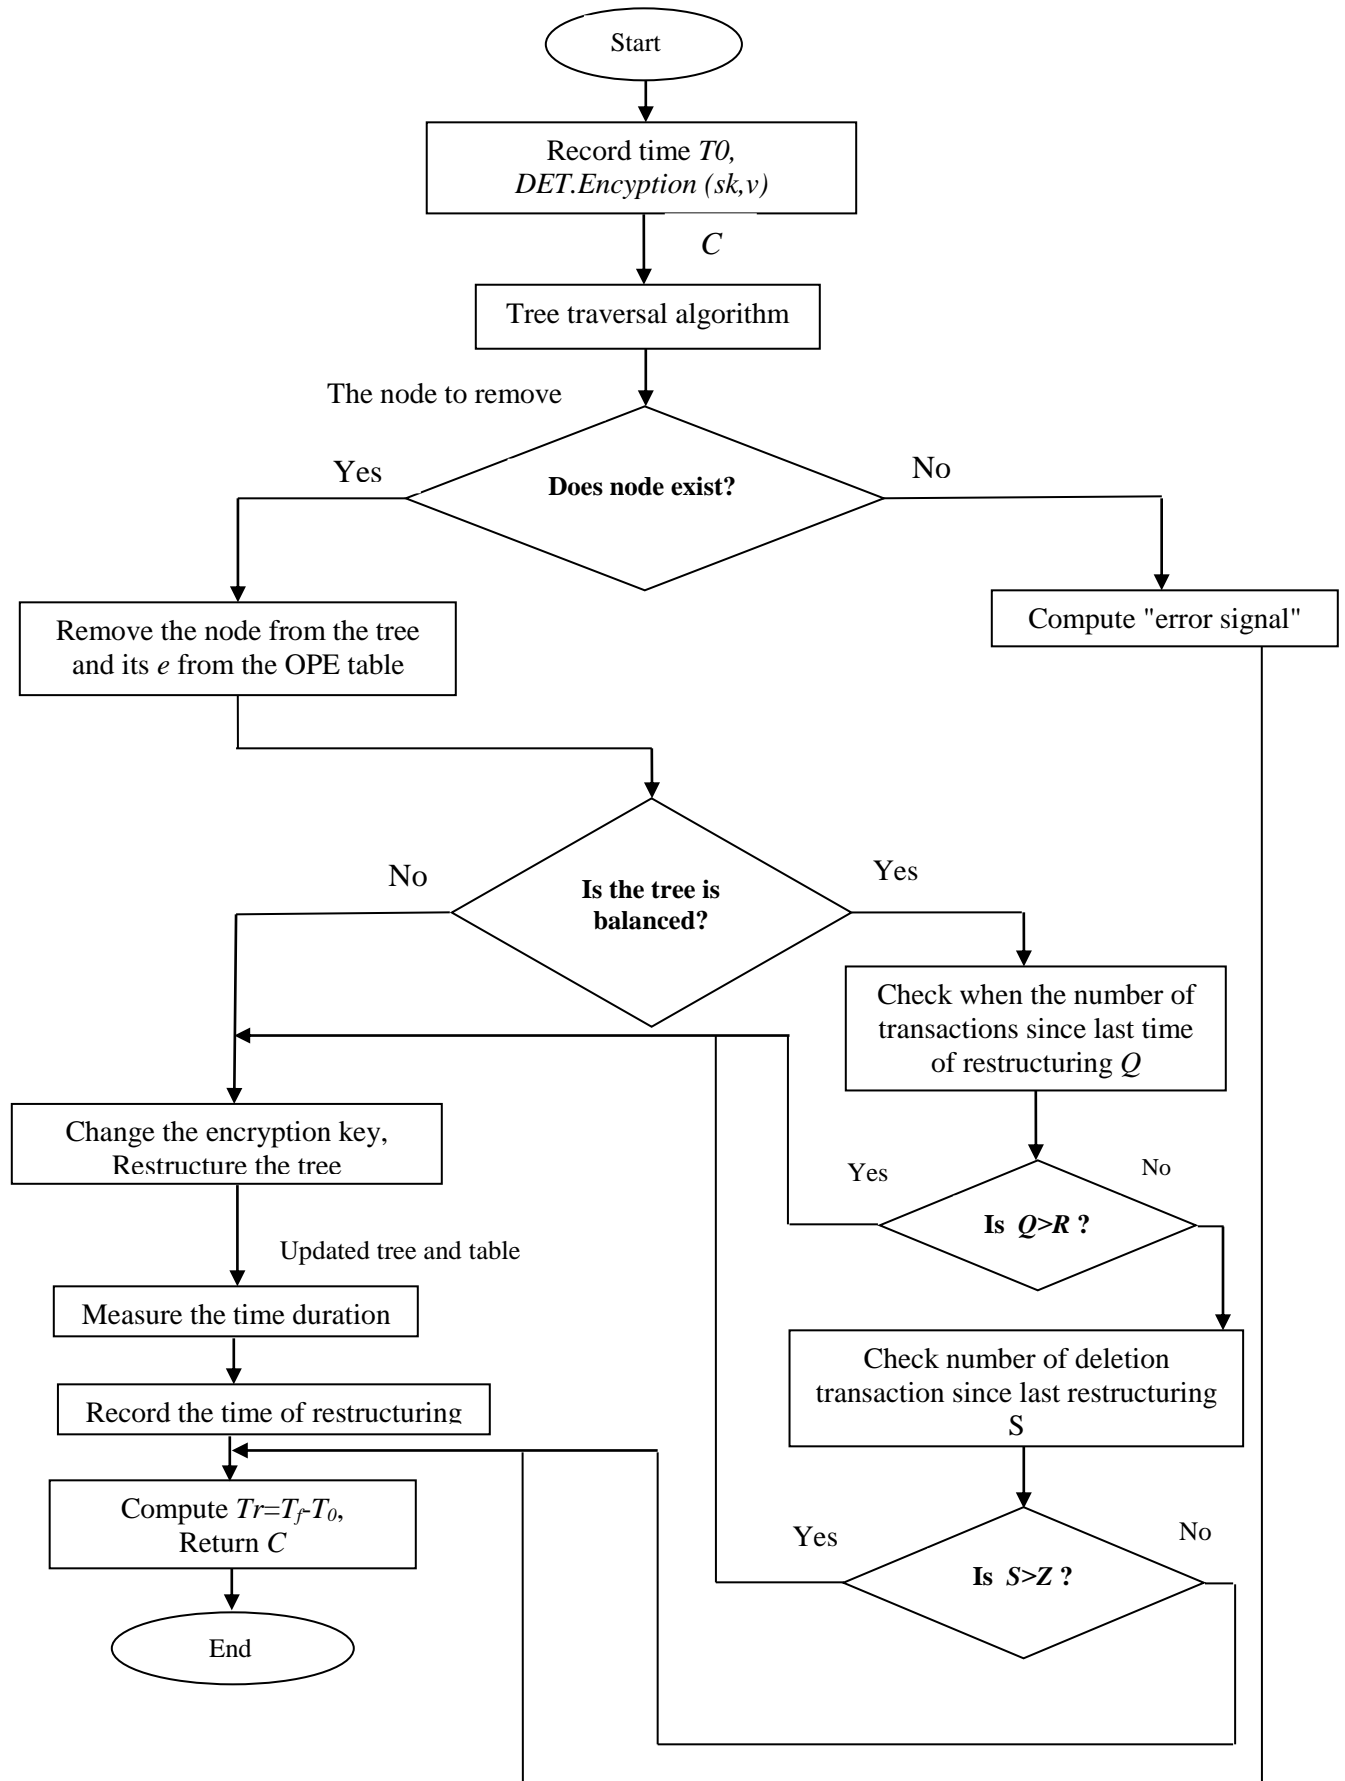 Start
Record time T0,
DET.Encyption (sk,v)
C
Tree traversal algorithm
The node to remove
Yes
Does node exist?
No
Remove the node from the tree
and its e from the OPE table
Compute "error signal"
No
Is the tree is
balanced?
Yes
Check when the number of
transactions since last time
of restructuring Q
Change the encryption key,
Restructure the tree
Yes
Is Q>R ?
No
Updated tree and table
Measure the time duration
Check number of deletion
transaction since last restructuring
S
Record the time of restructuring
Compute Tr=Tf-T0,
Return C
Yes
Is S>Z ?
No
End